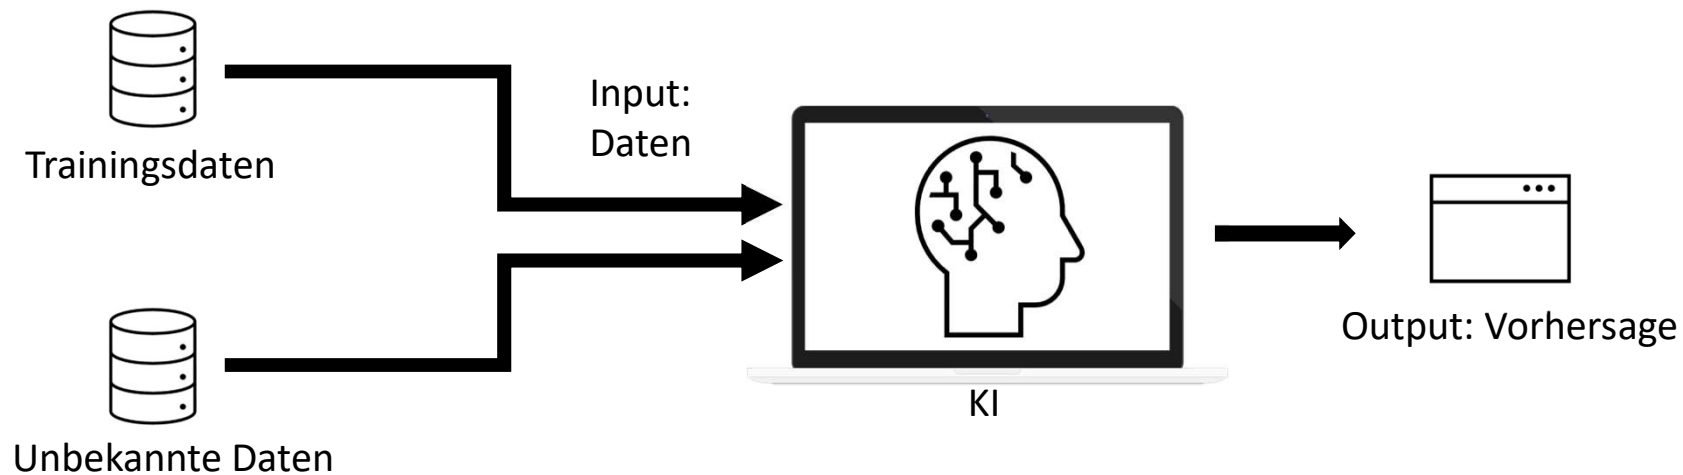 Trainingsdaten
Input:
Daten
Unbekannte Daten
KI
Output: Vorhersage